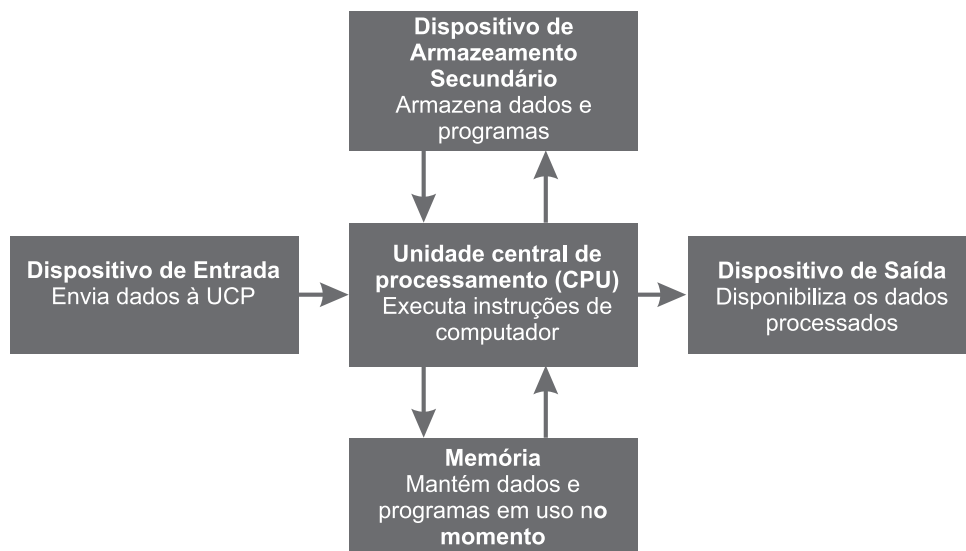 Dispositivo de
Armazeamento
Secundário
Armazena dados e
programas
Dispositivo de Entrada
Envia dados à UCP
Unidade central de
processamento (CPU)
Executa instruções de
computador
Dispositivo de Saída
Disponibiliza os dados
processados
Memória
Mantém dados e
programas em uso no
momento